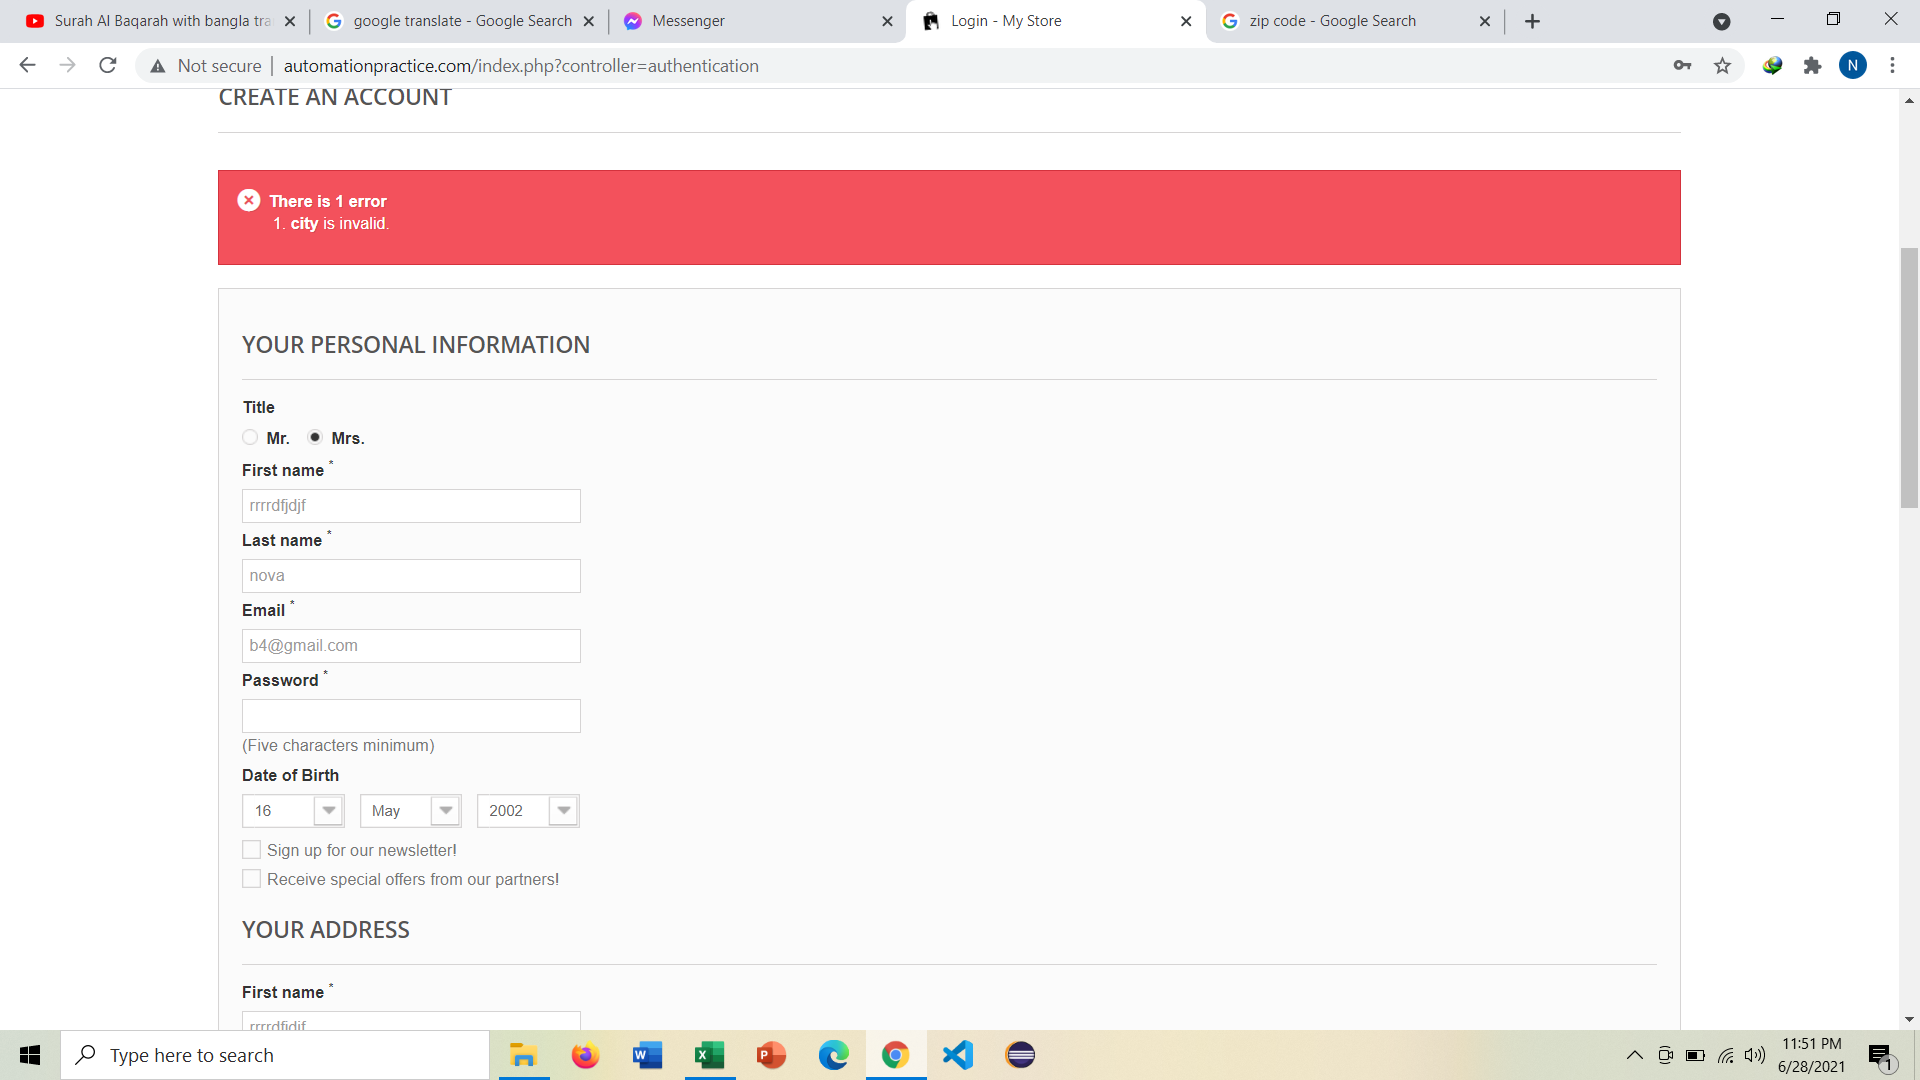 Surah Al Baqarah with bangla tra
google translate - Google Search
Messenger
Login - My Store
zip code - Google Search
Not secure
automationpractice.com/index.php?controller=authentication
N
CREATE AN ACCOUNT
There is 1 error
1. city is invalid.
YOUR PERSONAL INFORMATION
Title
Mr.
Mrs.
First name *
rrrrdfjdjf
Last name *
nova
Email *
b4@gmail.com
Password *
(Five characters minimum)
Date of Birth
16
May
2002
Sign up for our newsletter!
Receive special offers from our partners!
YOUR ADDRESS
First name *
rrrrdfjdjf
Type here to search
11:51 PM
6/28/2021
1